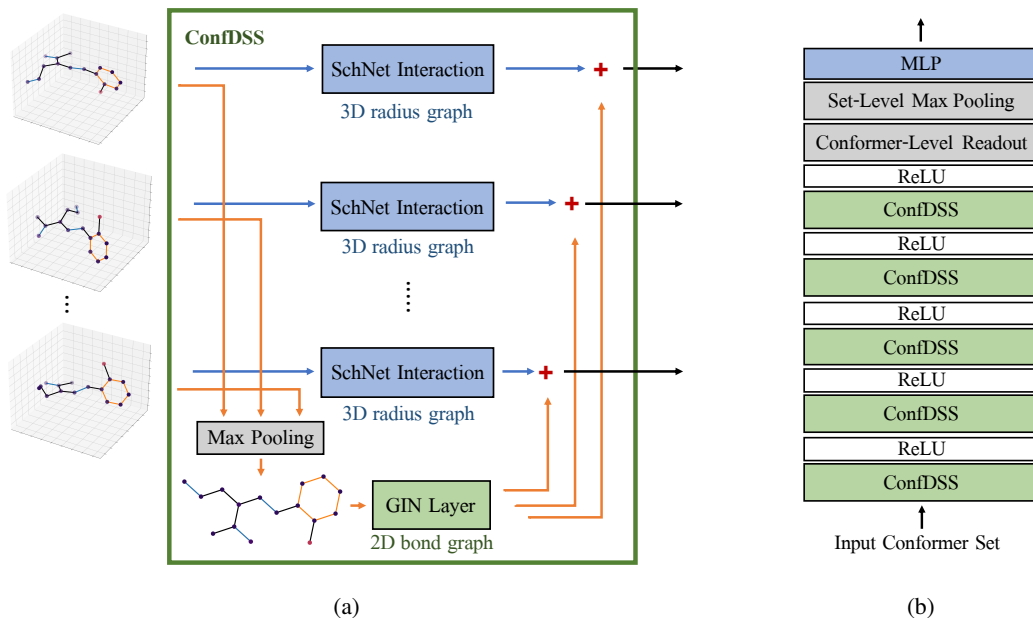 ConfDSS
SchNet Interaction
3D radius graph
SchNet Interaction
3D radius graph
SchNet Interaction
3D radius graph
Max Pooling
GIN Layer
2D bond graph
(a)
MLP
Set-Level Max Pooling
Conformer-Level Readout
ReLU
ConfDSS
ReLU
ConfDSS
ReLU
ConfDSS
ReLU
ConfDSS
ReLU
ConfDSS
Input Conformer Set
(b)